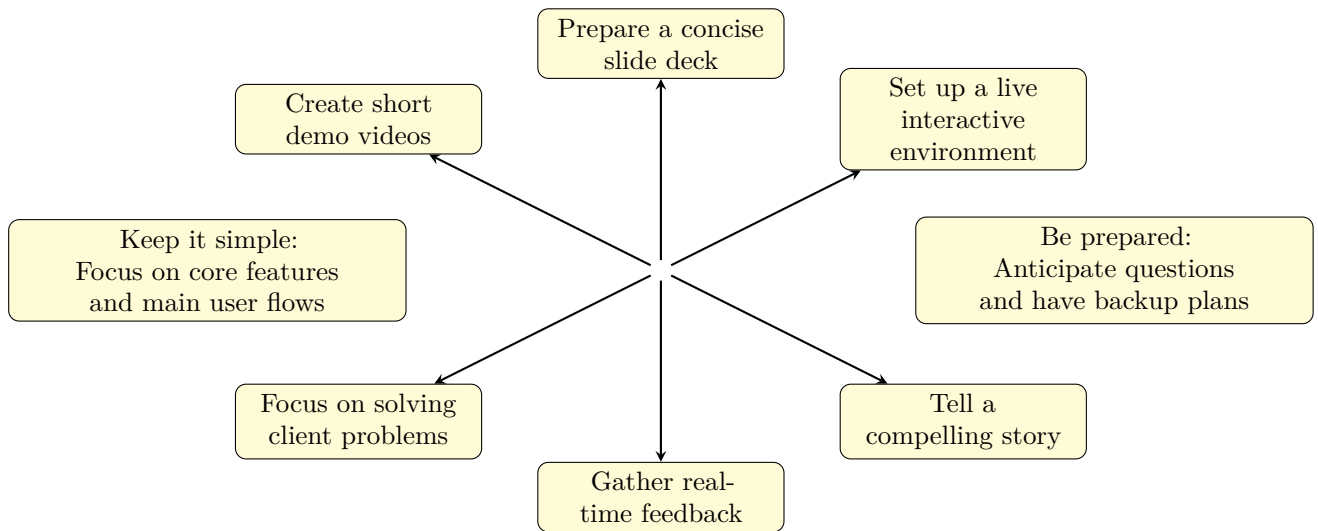 Prepare a concise
slide deck
Create short
demo videos
Set up a live
interactive
environment
Keep it simple:
Focus on core features
and main user flows
Be prepared:
Anticipate questions
and have backup plans
Focus on solving
client problems
Tell a
compelling story
Gather real-
time feedback